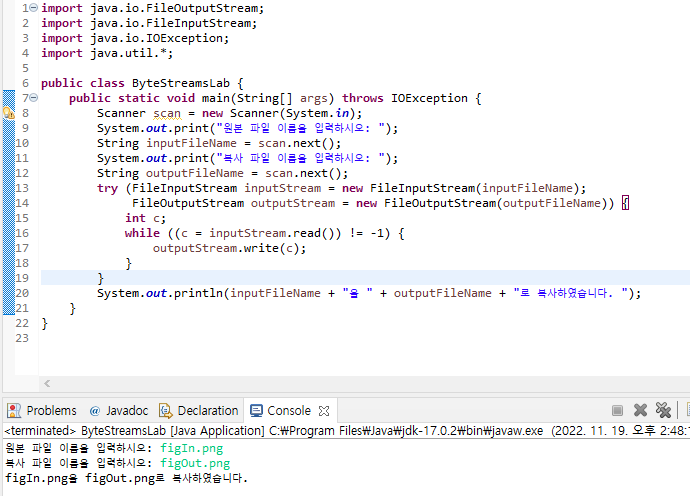 1 import java.io.FileOutputStream;
2 import java.io.FileInputStream;
3 import java.io.IOException;
4 import java.util.*;
5
6 public class ByteStreamsLab {
7     public static void main(String[] args) throws IOException {
8         Scanner scan = new Scanner(System.in);
9         System.out.print("원본 파일 이름을 입력하시오: ");
10         String inputFileName = scan.next();
11         System.out.print("복사 파일 이름을 입력하시오: ");
12         String outputFileName = scan.next();
13         try (FileInputStream inputStream = new FileInputStream(inputFileName);
14              FileOutputStream outputStream = new FileOutputStream(outputFileName)) {
15             int c;
16             while ((c = inputStream.read()) != -1) {
17                 outputStream.write(c);
18             }
19         }
20         System.out.println(inputFileName + "을 " + outputFileName + "로 복사하였습니다. ");
21     }
22 }
23
Problems @ Javadoc Declaration Console
<terminated> ByteStreamsLab [Java Application] C:₩Program Files₩Java₩jdk-17.0.2₩bin₩javaw.exe (2022. 11. 19. 오후 2:48:
원본 파일 이름을 입력하시오: figIn.png
복사 파일 이름을 입력하시오: figOut.png
figIn.png을 figOut.png로 복사하였습니다.